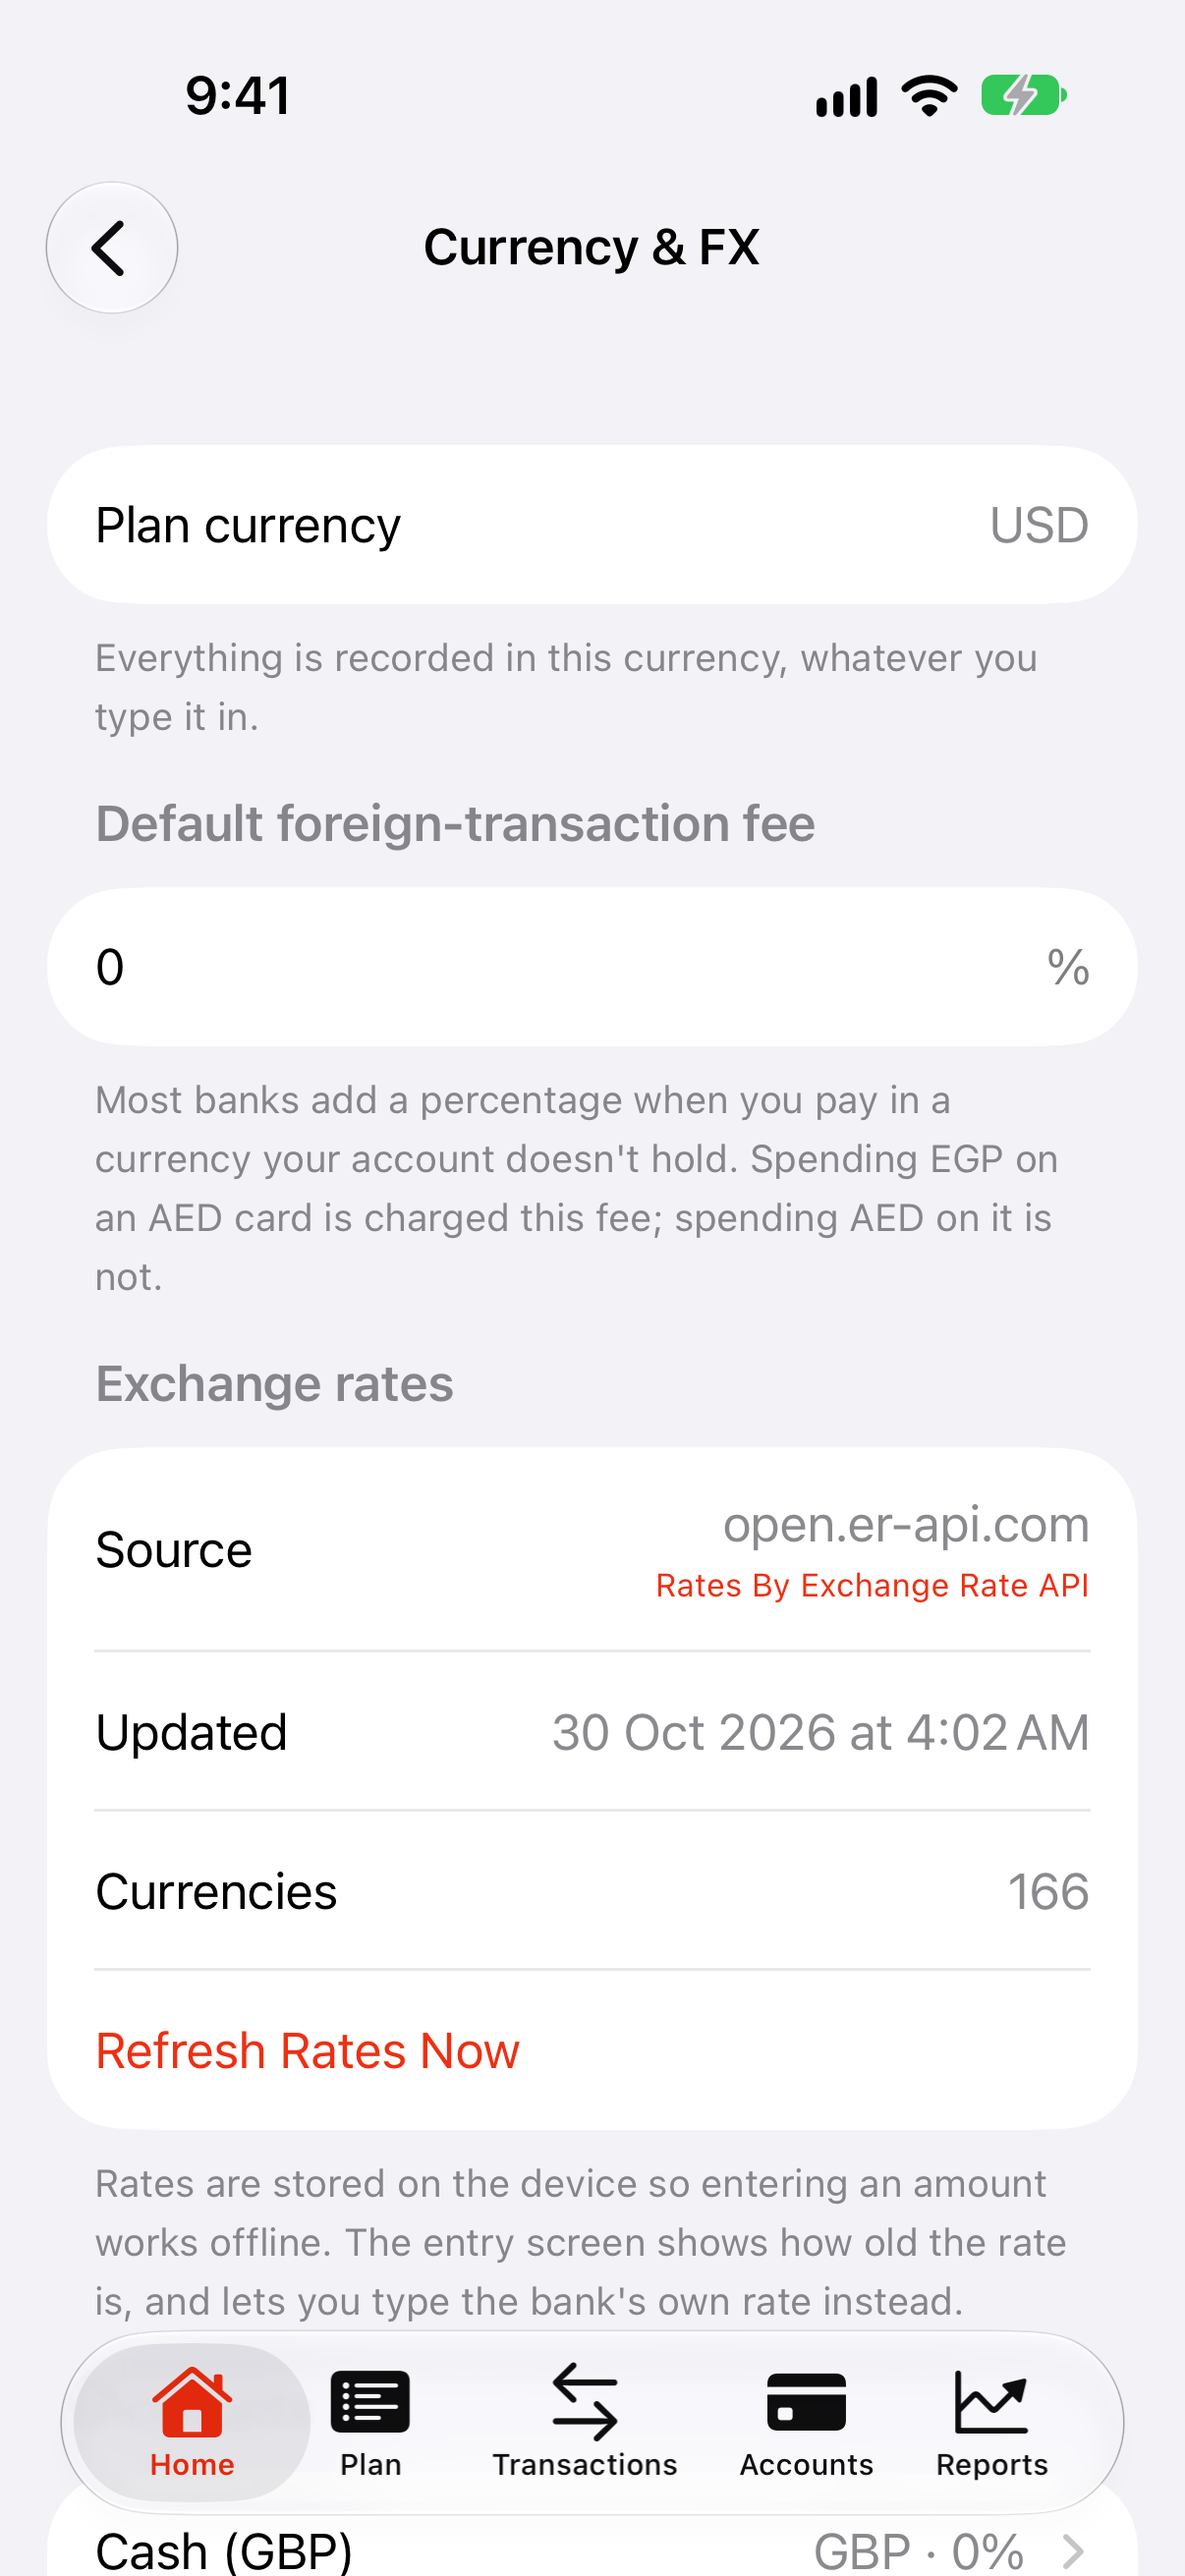 9:41
Currency & FX
Plan currency
USD
Everything is recorded in this currency, whatever you
type it in.
Default foreign-transaction fee
0
%
Most banks add a percentage when you pay in a
currency your account doesn't hold. Spending EGP on
an AED card is charged this fee; spending AED on it is
not.
Exchange rates
Source
open.er-api.com
Rates By Exchange Rate API
Updated
30 Oct 2026 at 4:02 AM
Currencies
166
Refresh Rates Now
Rates are stored on the device so entering an amount
works offline. The entry screen shows how old the rate
is, and lets you type the bank's own rate instead.
Home
Plan
Transactions
Accounts
Reports
Cash (GBP)
GBP · 0%